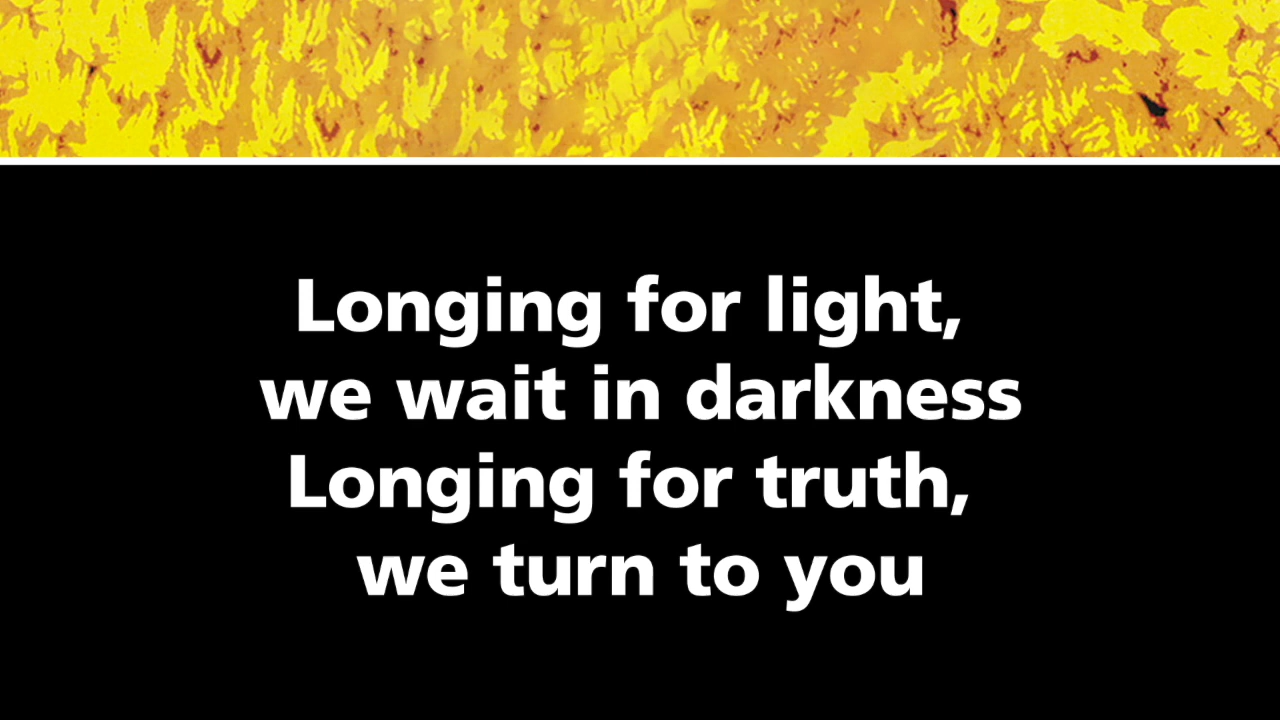 Longing for light,
we wait in darkness
Longing for truth,
we turn to you